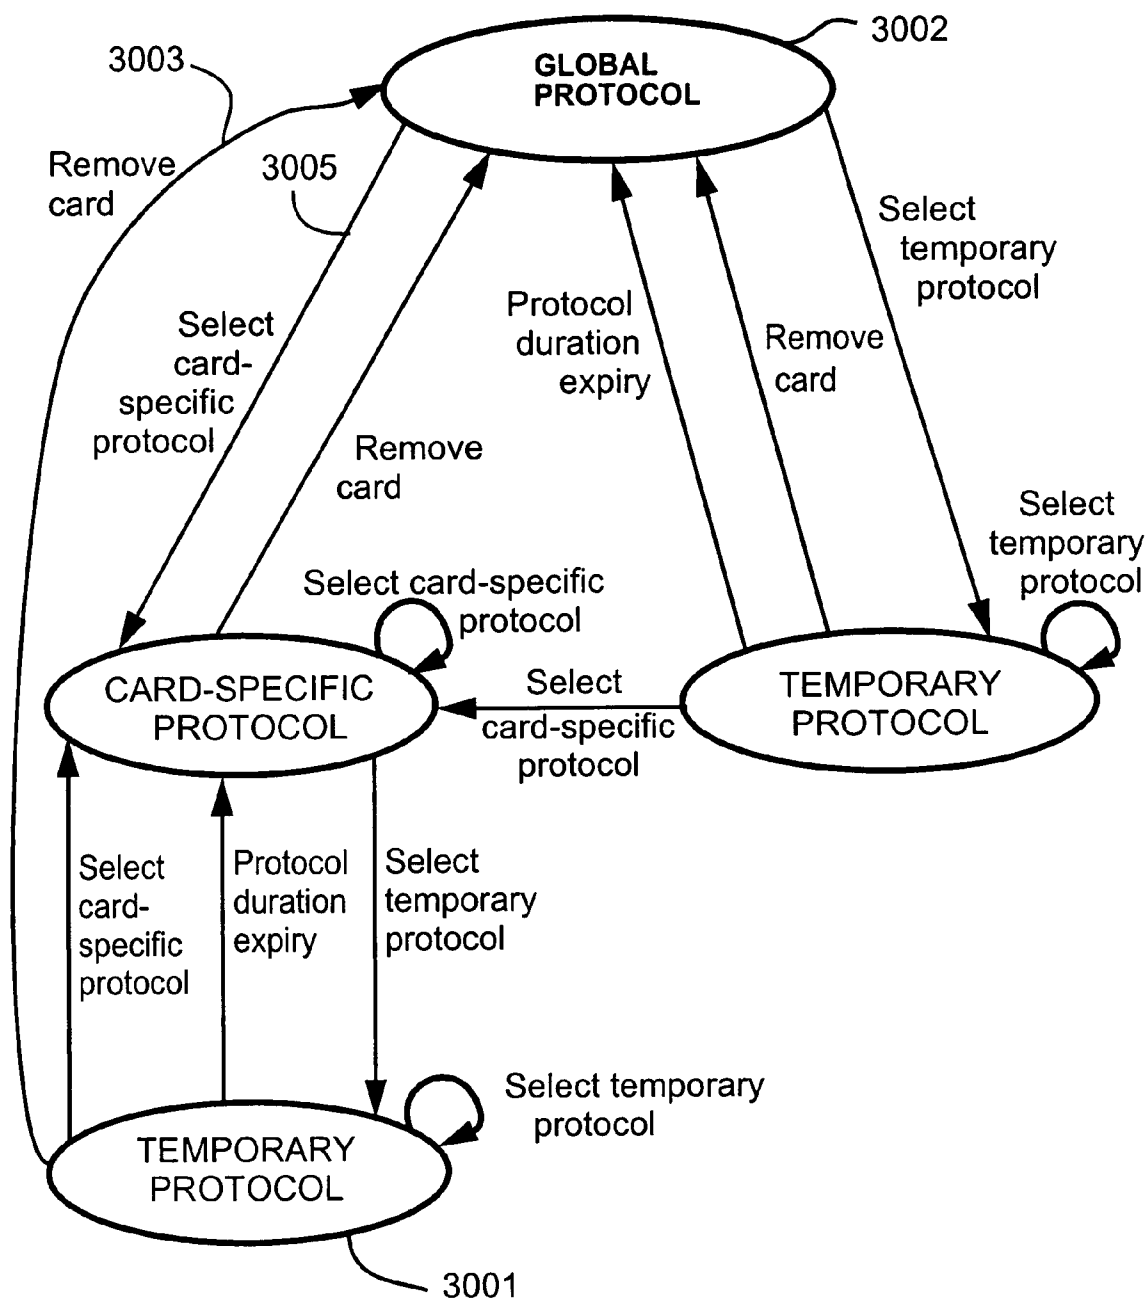 3002
GLOBAL
PROTOCOL
3003
Remove
card
3005
Select
temporary
protocol
Select
card-
specific
protocol
Protocol
duration
expiry
Remove
card
Remove
card
Select
temporary
protocol
Select card-specific
protocol
CARD-SPECIFIC
PROTOCOL
Select
card-specific
protocol
TEMPORARY
PROTOCOL
Select
card-
specific
protocol
Protocol
duration
expiry
Select
temporary
protocol
Select temporary
protocol
TEMPORARY
PROTOCOL
3001